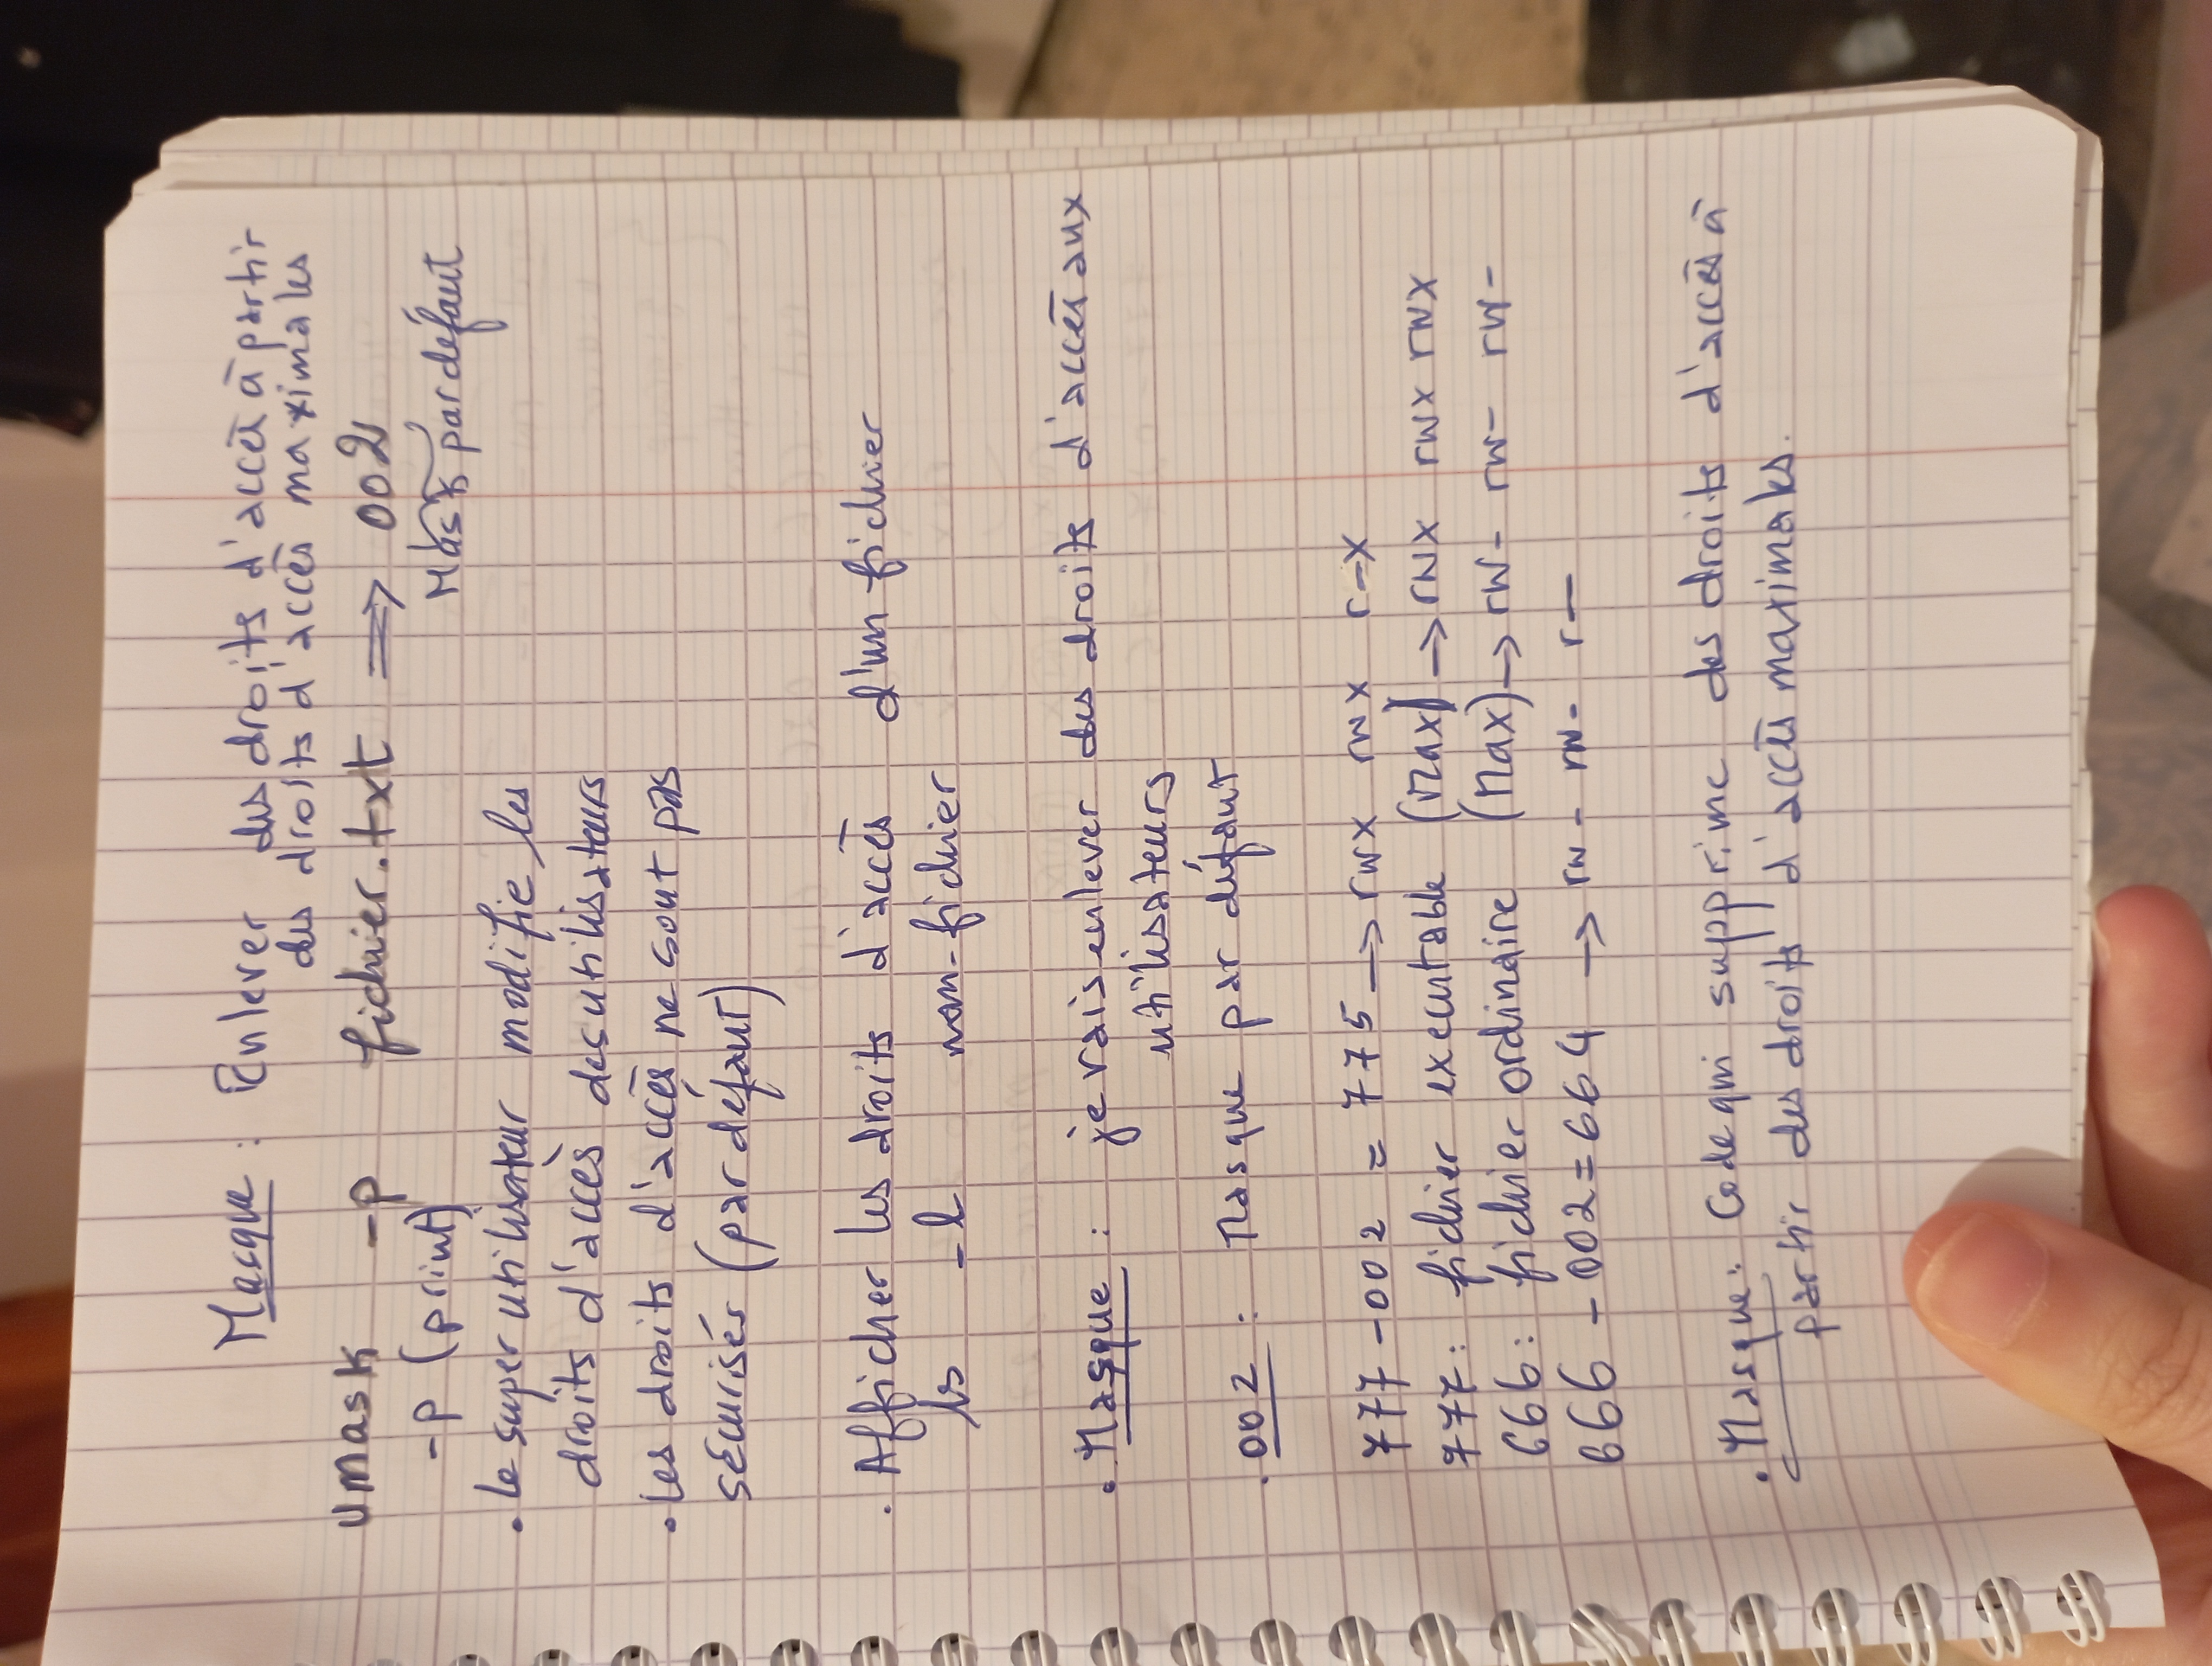 Masque : Enlever des droits d'accès à partir
des droits d'accès maximales
umask -p fichier.txt => 002
-p (print) Mask par défaut
. le super utilisateur modifie les
droits d'accès des utilisateurs
. les droits d'accès ne sont pas
sécurisés (par défaut)
. Afficher les droits d'accès d'un fichier
ls -l nom-fichier
. Masque : je vais enlever des droits d'accès aux
utilisateurs
. 002 : Masque par défaut
777 - 002 = 775 -> rwx rwx r-x
777 : fichier executable (Max) -> rwx rwx rwx
666 : fichier ordinaire (Max) -> rw- rw- rw-
666 - 002 = 664 -> rw- rw- r--
. Masque : Code qui supprime des droits d'accès à
partir des droits d'accès maximales.